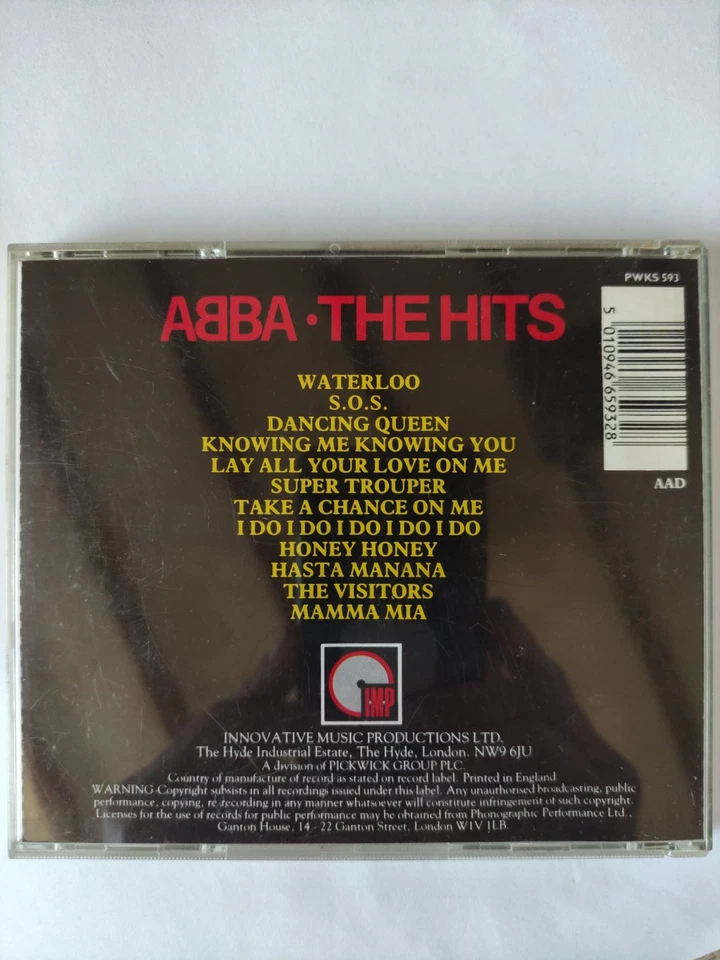 PWKS 593
ABBA · THE HITS
5 010946 659328
AAD
WATERLOO
S.O.S.
DANCING QUEEN
KNOWING ME KNOWING YOU
LAY ALL YOUR LOVE ON ME
SUPER TROUPER
TAKE A CHANCE ON ME
I DO I DO I DO I DO I DO
HONEY HONEY
HASTA MANANA
THE VISITORS
MAMMA MIA
IMP
INNOVATIVE MUSIC PRODUCTIONS LTD.
The Hyde Industrial Estate, The Hyde, London. NW9 6JU
A division of PICKWICK GROUP PLC.
Country of manufacture of record as stated on record label. Printed in England
WARNING-Copyright subsists in all recordings issued under this label. Any unauthorised broadcasting, public
performance, copying, re recording in any manner whatsoever will constitute infringement of such copyright.
Licenses for the use of records for public performance may be obtained from Phonographic Performance Ltd.,
Ganton House, 14 - 22 Ganton Street, London W1V 1LB.